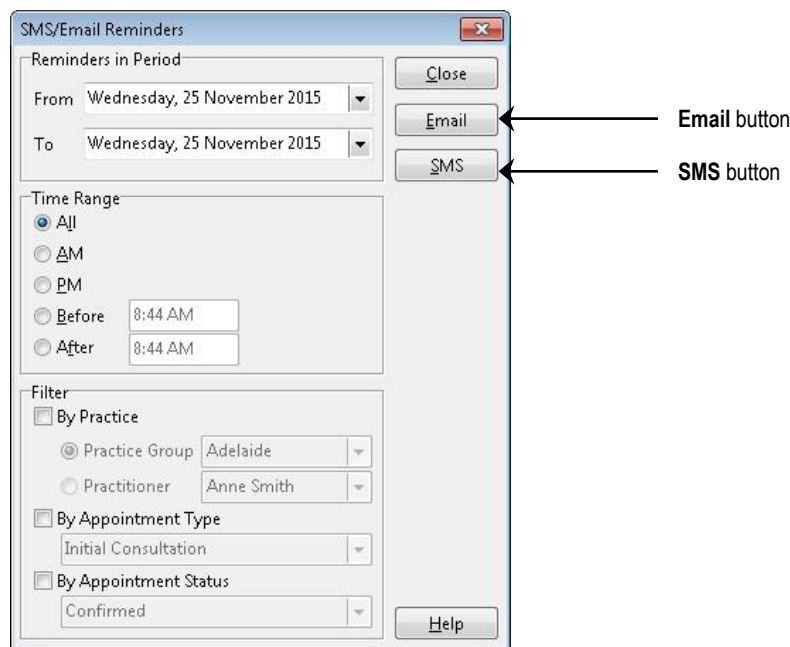 SMS/Email Reminders
Reminders in Period
From Wednesday, 25 November 2015
To Wednesday, 25 November 2015
Close
Email
SMS
Email button
SMS button
Time Range
All
AM
PM
Before 8:44 AM
After 8:44 AM
Filter
By Practice
Practice Group Adelaide
Practitioner Anne Smith
By Appointment Type
Initial Consultation
By Appointment Status
Confirmed
Help